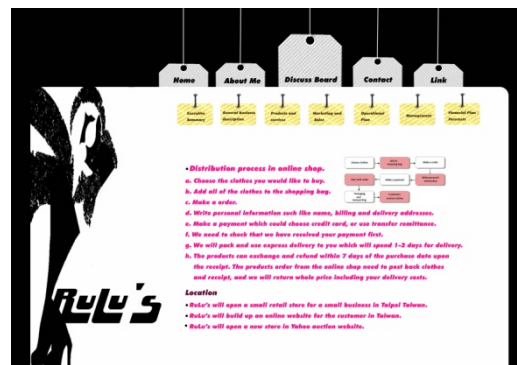 Home
About Me
Discuss Board
Contact
Link
Executive
Summary
General business
description
Products and
services
Marketing and
Sales
Operational
Plan
Management
Financial Plan /
•Distribution process in online shop.
a. Choose the clothes you would like to buy.
b. Add all of the clothes to the shopping bag.
c. Make a order.
d. Write personal information such like name, billing and delivery addresses.
e. Make a payment which could choose credit card, or use transfer remittance.
f. We need to check that we have received your payment first.
g. We will pack and use express delivery to you which will spend 1-3 days for delivery.
h. The products can exchange and refund within 7 days of the purchase date upon
the receipt. The products order from the online shop need to post back clothes
and receipt, and we will return whole price including your delivery costs.
Location
• RuLu's will open a small retail store for a small business in Taipei Taiwan.
• RuLu's will build up an online website for the customer in Taiwan.
• RuLu's will open a now store in Yahoo auction website.
RuLu's